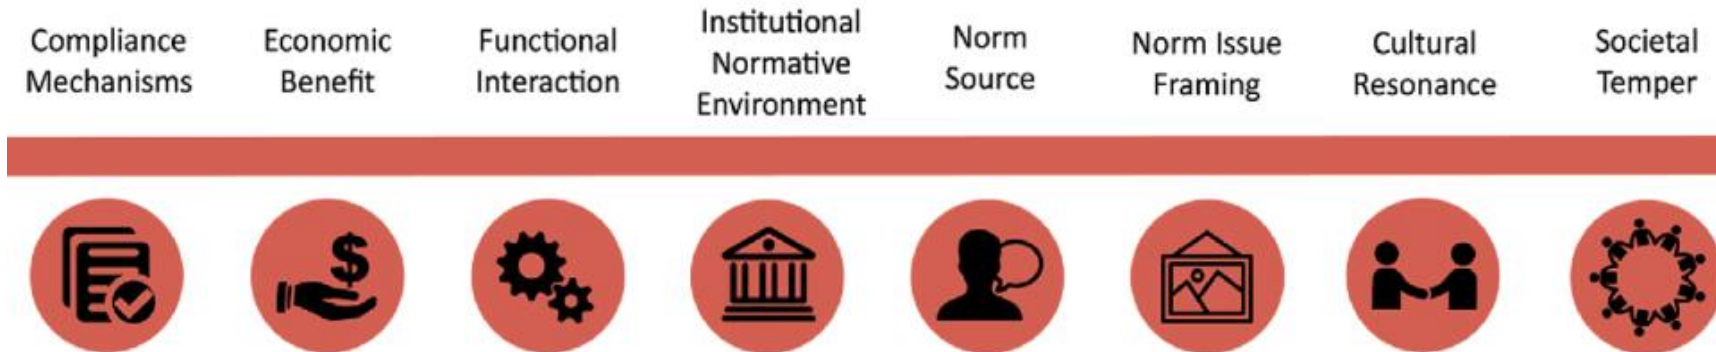 Compliance
Mechanisms
Economic
Benefit
Functional
Interaction
Institutional
Normative
Environment
Norm
Source
Norm Issue
Framing
Cultural
Resonance
Societal
Temper
$